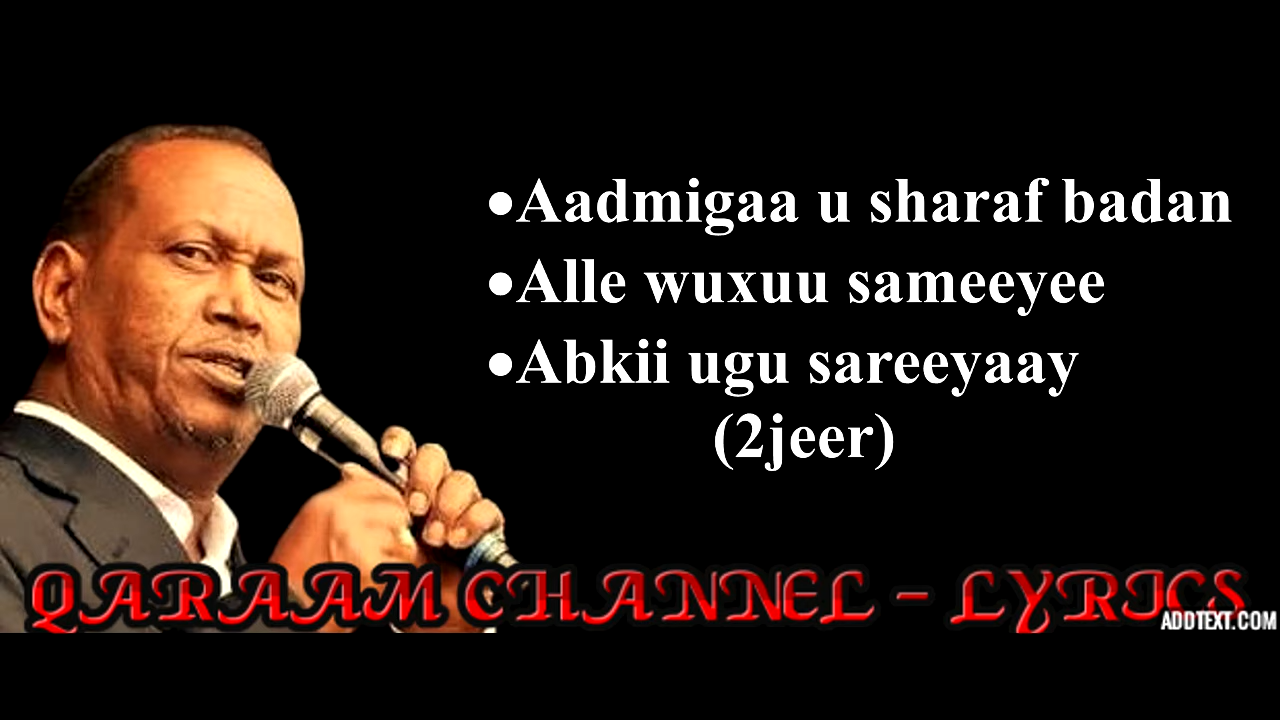 •Aadmigaa u sharaf badan
•Alle wuxuu sameeyee
•Abkii ugu sareeyaay
(2jeer)
QARAAM CHANNEL - LYRICS
ADDTEXT.COM